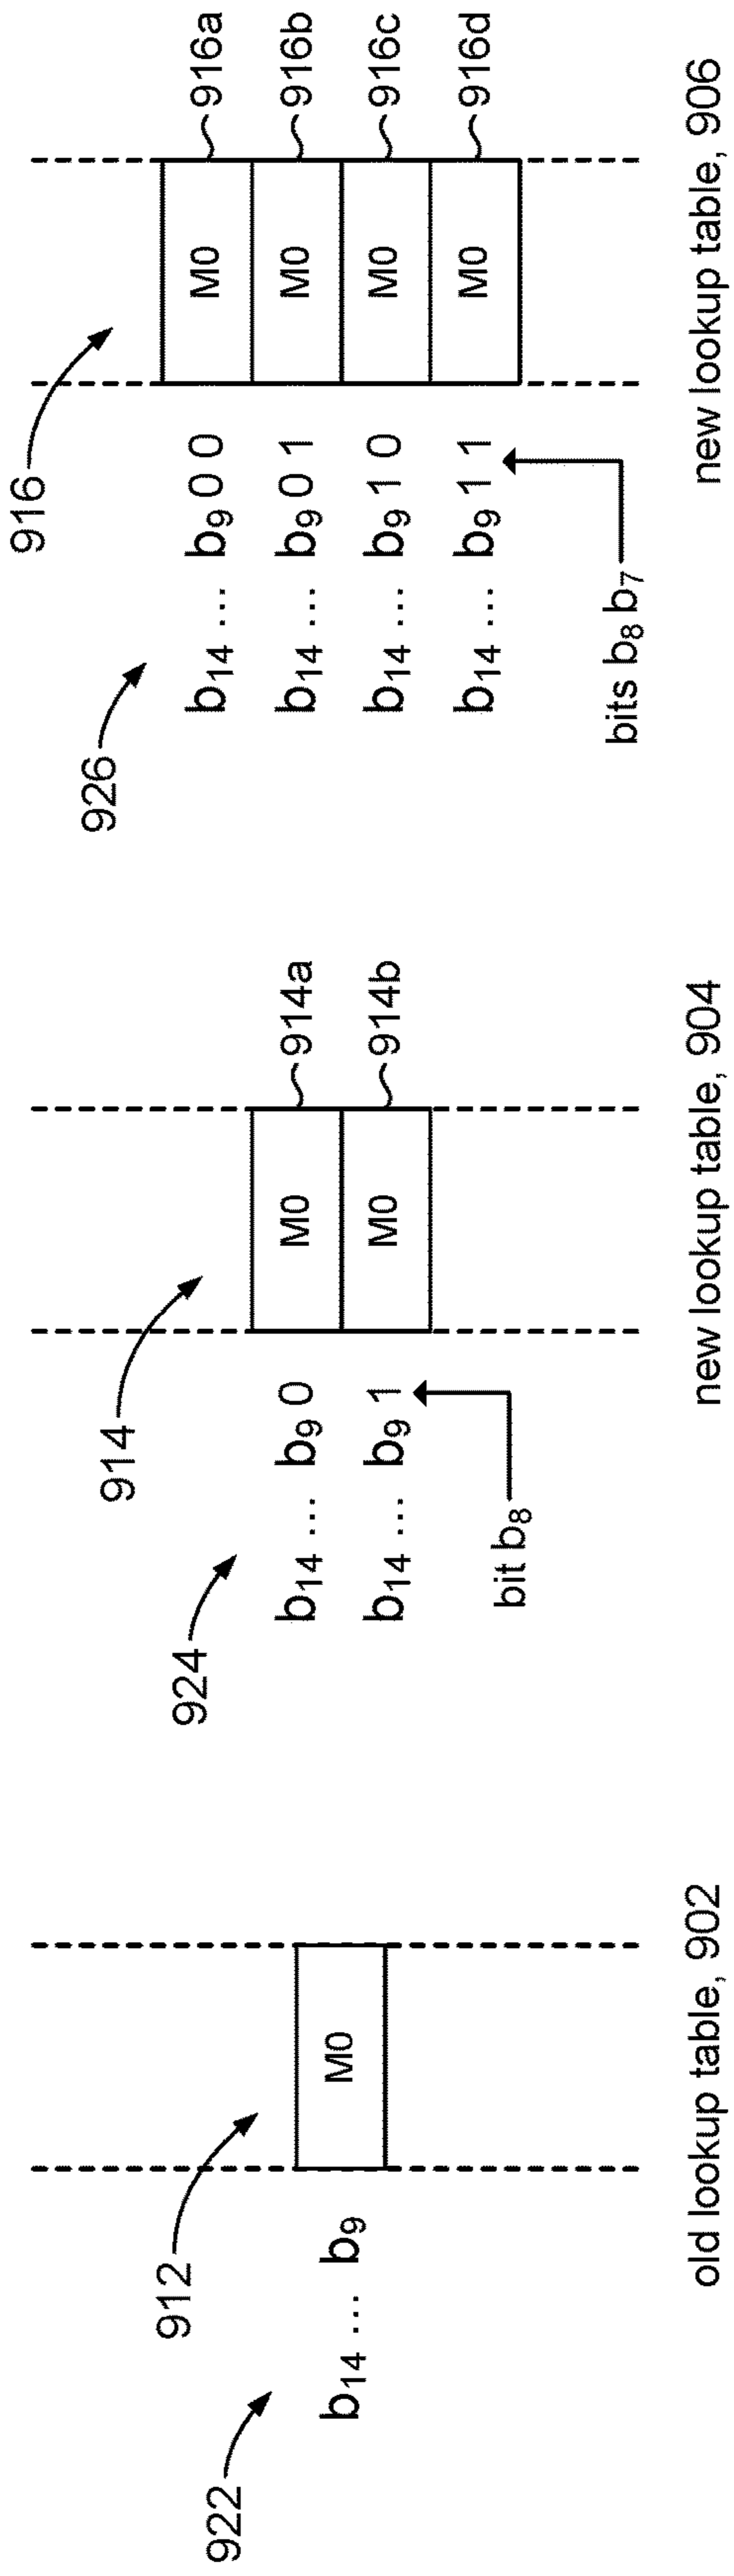 922
b14 ... b9
912
M0
old lookup table, 902
924
b14 ... b9 0
b14 ... b9 1
bit b8
914
M0
M0
914a
914b
new lookup table, 904
926
b14 ... b9 0 0
b14 ... b9 0 1
b14 ... b9 1 0
b14 ... b9 1 1
bits b8 b7
916
M0
M0
M0
M0
916a
916b
916c
916d
new lookup table, 906